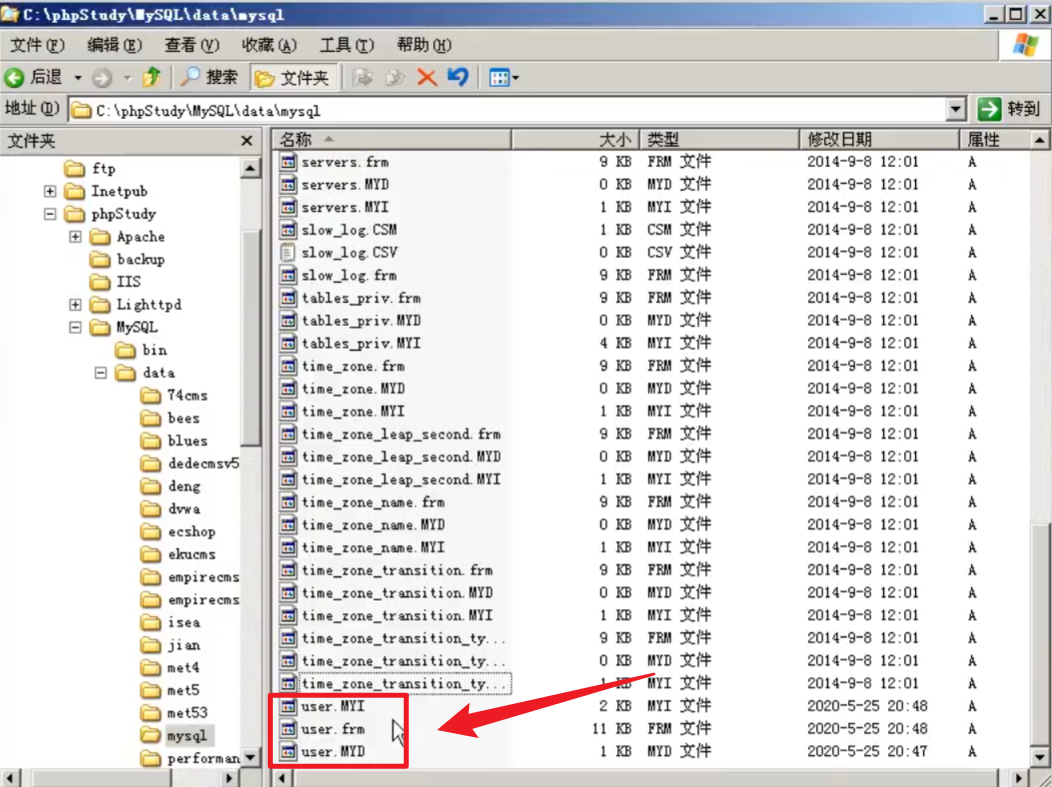 C:\phpStudy\MySQL\data\mysql
文件(F) 编辑(E) 查看(V) 收藏(A) 工具(T) 帮助(H)
后退 搜索 文件夹
地址(D) C:\phpStudy\MySQL\data\mysql 转到
文件夹
ftp
Inetpub
phpStudy
Apache
backup
IIS
Lighttpd
MySQL
bin
data
74cms
bees
blues
dedecmsv5
deng
dvwa
ecshop
ekucms
empirecms
empirecms
isea
jian
met4
met5
met53
mysql
performan
名称 大小 类型 修改日期 属性
servers.frm 9 KB FRM 文件 2014-9-8 12:01 A
servers.MYD 0 KB MYD 文件 2014-9-8 12:01 A
servers.MYI 1 KB MYI 文件 2014-9-8 12:01 A
slow_log.CSM 1 KB CSM 文件 2014-9-8 12:01 A
slow_log.CSV 0 KB CSV 文件 2014-9-8 12:01 A
slow_log.frm 9 KB FRM 文件 2014-9-8 12:01 A
tables_priv.frm 9 KB FRM 文件 2014-9-8 12:01 A
tables_priv.MYD 0 KB MYD 文件 2014-9-8 12:01 A
tables_priv.MYI 4 KB MYI 文件 2014-9-8 12:01 A
time_zone.frm 9 KB FRM 文件 2014-9-8 12:01 A
time_zone.MYD 0 KB MYD 文件 2014-9-8 12:01 A
time_zone.MYI 1 KB MYI 文件 2014-9-8 12:01 A
time_zone_leap_second.frm 9 KB FRM 文件 2014-9-8 12:01 A
time_zone_leap_second.MYD 0 KB MYD 文件 2014-9-8 12:01 A
time_zone_leap_second.MYI 1 KB MYI 文件 2014-9-8 12:01 A
time_zone_name.frm 9 KB FRM 文件 2014-9-8 12:01 A
time_zone_name.MYD 0 KB MYD 文件 2014-9-8 12:01 A
time_zone_name.MYI 1 KB MYI 文件 2014-9-8 12:01 A
time_zone_transition.frm 9 KB FRM 文件 2014-9-8 12:01 A
time_zone_transition.MYD 0 KB MYD 文件 2014-9-8 12:01 A
time_zone_transition.MYI 1 KB MYI 文件 2014-9-8 12:01 A
time_zone_transition_ty... 9 KB FRM 文件 2014-9-8 12:01 A
time_zone_transition_ty... 0 KB MYD 文件 2014-9-8 12:01 A
time_zone_transition_ty... 1 KB MYI 文件 2014-9-8 12:01 A
user.MYI 2 KB MYI 文件 2020-5-25 20:48 A
user.frm 11 KB FRM 文件 2020-5-25 20:48 A
user.MYD 1 KB MYD 文件 2020-5-25 20:47 A